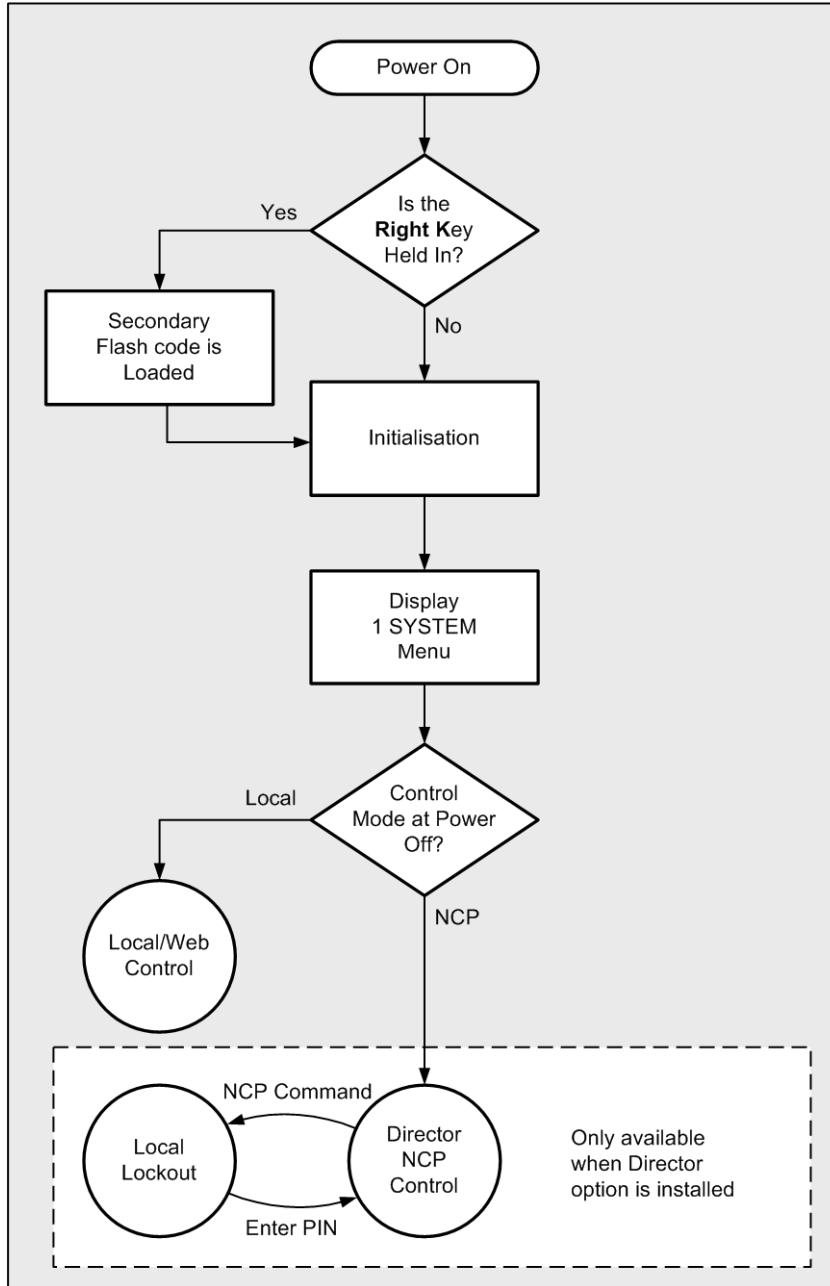 Power On
Is the
Right Key
Held In?
Yes
No
Secondary
Flash code is
Loaded
Initialisation
Display
1 SYSTEM
Menu
Control
Mode at Power
Off?
Local
NCP
Local/Web
Control
NCP Command
Local
Lockout
Director
NCP
Control
Enter PIN
Only available
when Director
option is installed